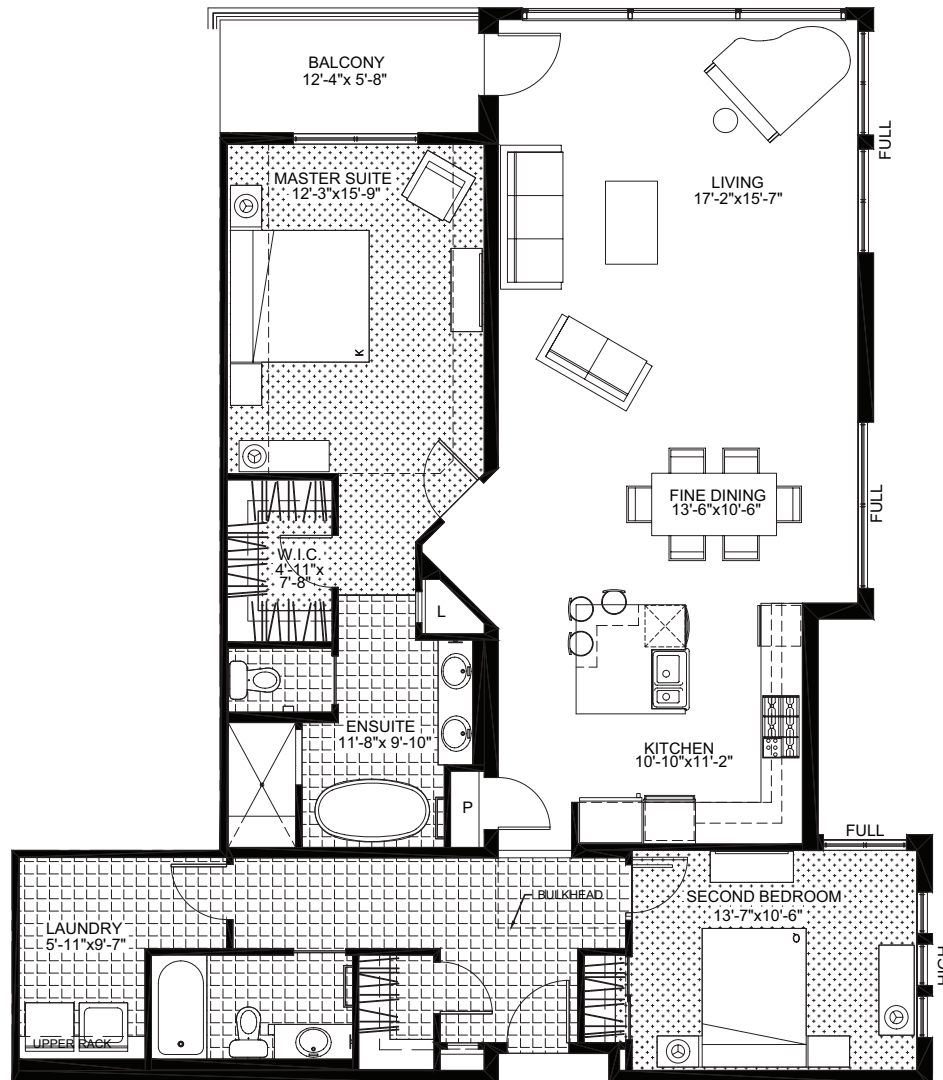 BALCONY
12'-4"x 5'-8"
FULL
MASTER SUITE
12'-3"x15'-9"
LIVING
17'-2"x15'-7"
K
FINE DINING
13'-6"x10'-6"
FULL
W.I.C.
4'-11"x
7'-8"
L
ENSUITE
11'-8"x 9'-10"
KITCHEN
10'-10"x11'-2"
P
FULL
BULKHEAD
SECOND BEDROOM
13'-7"x10'-6"
LAUNDRY
5'-11"x9'-7"
Q
HIGH
UPPER RACK